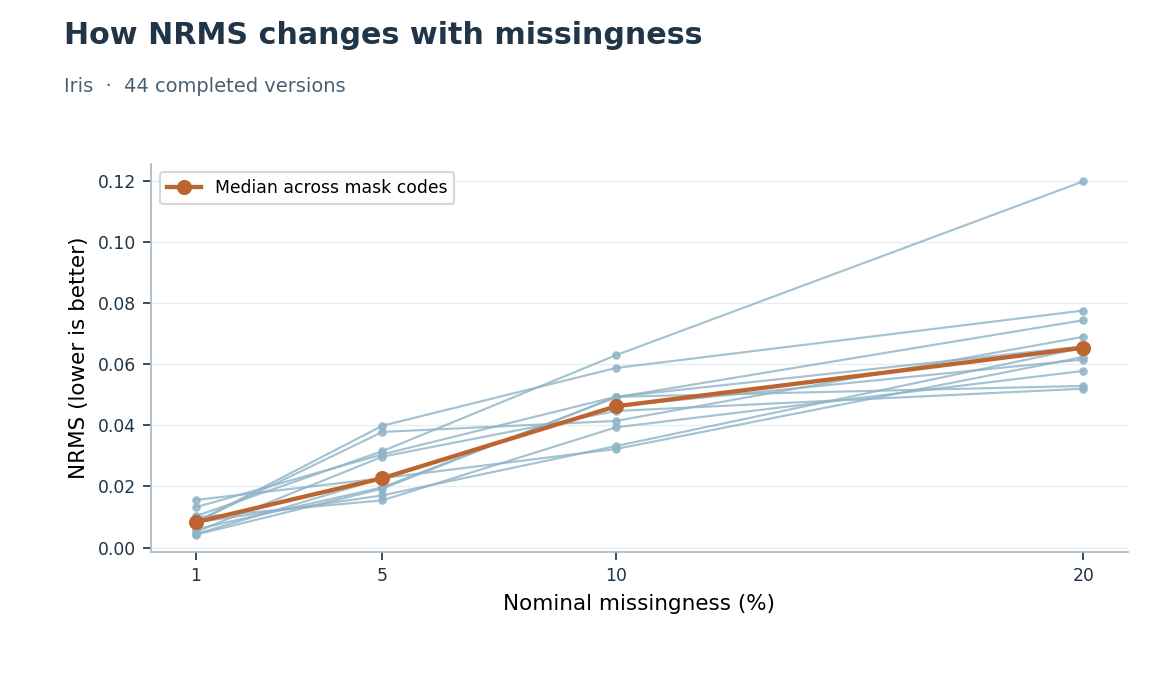 How NRMS changes with missingness
Iris · 44 completed versions
Median across mask codes
NRMS (lower is better)
0.12
0.10
0.08
0.06
0.04
0.02
0.00
1 5 10 20
Nominal missingness (%)